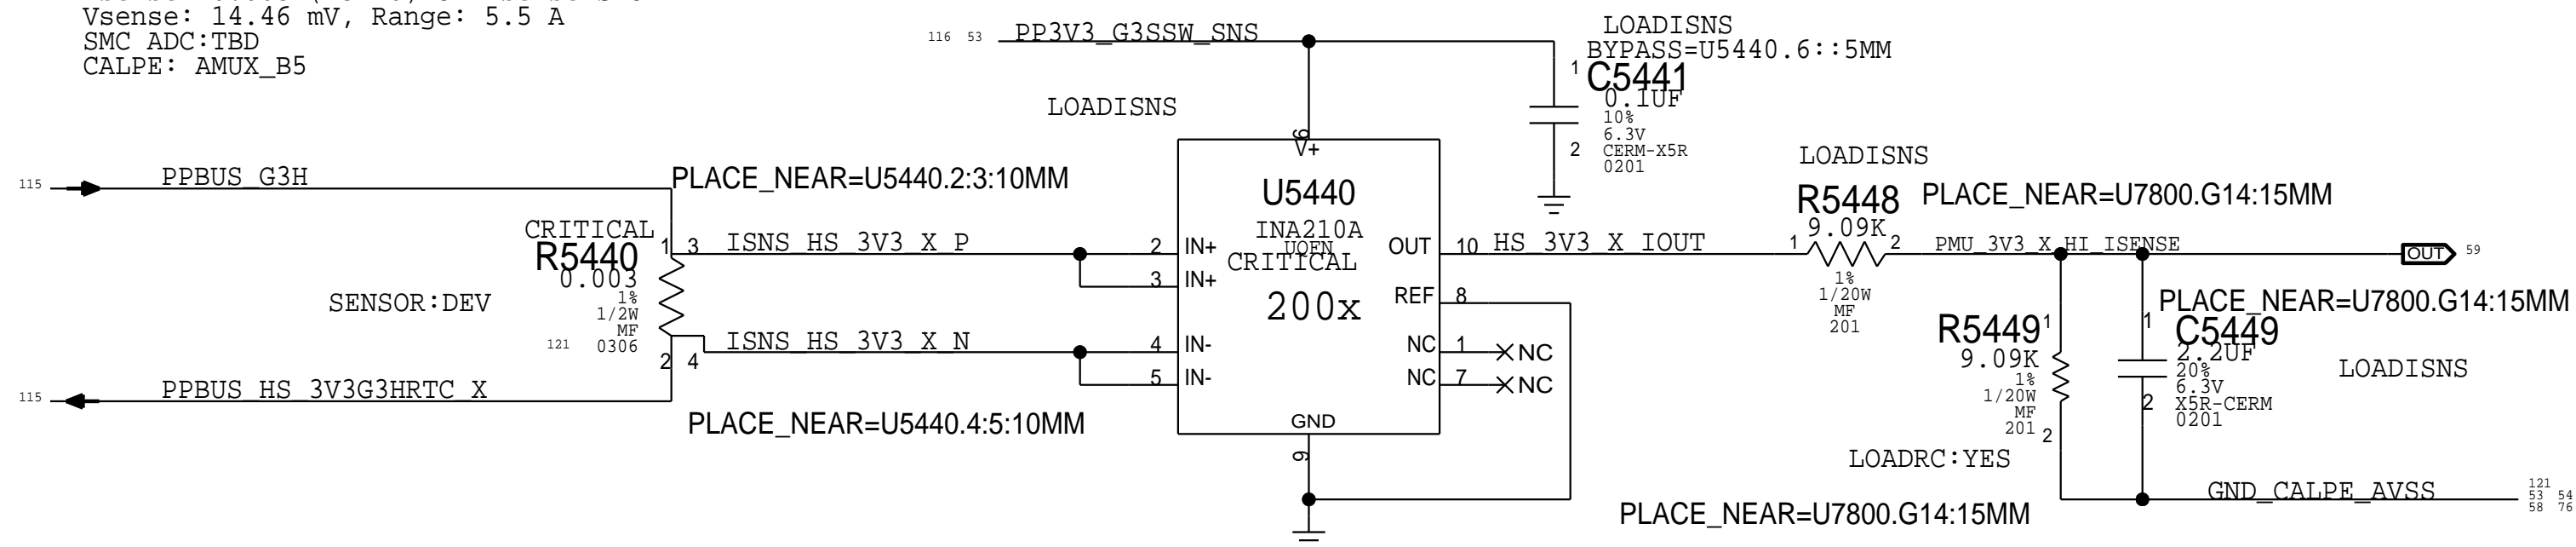 Vsense: 14.46 mV, Range: 5.5 A
SMC ADC:TBD
CALPE: AMUX_B5
116 53 PP3V3_G3SSW_SNS
LOADISNS
BYPASS=U5440.6::5MM
1 C5441
0.1UF
10%
6.3V
2 CERM-X5R
0201
LOADISNS
6
V+
U5440
INA210A
UQFN
CRITICAL
200x
115 PPBUS_G3H
PLACE_NEAR=U5440.2:3:10MM
CRITICAL
R5440
0.003
1%
1/2W
MF
121 0306
SENSOR:DEV
1 3 ISNS_HS_3V3_X_P 2 IN+
3 IN+
2 4 ISNS_HS_3V3_X_N 4 IN-
5 IN-
115 PPBUS_HS_3V3G3HRTC_X
PLACE_NEAR=U5440.4:5:10MM
OUT 10 HS_3V3_X_IOUT
REF 8
NC 1 NC
NC 7 NC
GND
9
LOADISNS
R5448
9.09K
1 2
1%
1/20W
MF
201
PLACE_NEAR=U7800.G14:15MM
PMU_3V3_X_HI_ISENSE OUT 59
PLACE_NEAR=U7800.G14:15MM
R5449 1
9.09K
1%
1/20W
MF
201 2
1 C5449
2.2UF
20%
6.3V
2 X5R-CERM
0201
LOADISNS
LOADRC:YES
PLACE_NEAR=U7800.G14:15MM
GND_CALPE_AVSS
121
53 54
58 76